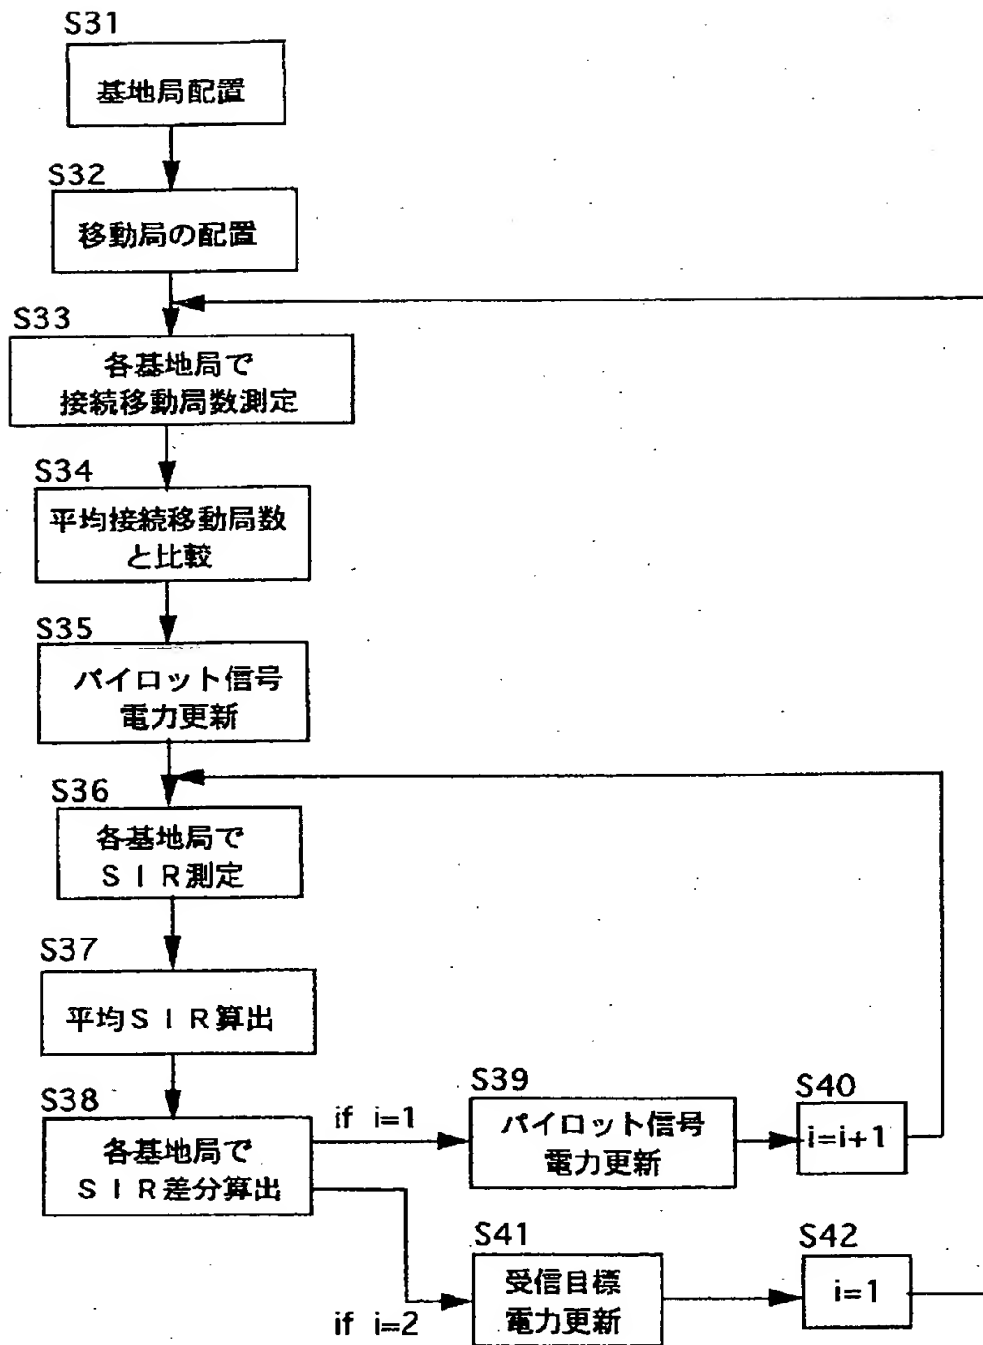 S31
基地局配置
S32
移動局の配置
S33
各基地局で
接続移動局数測定
S34
平均接続移動局数
と比較
S35
パイロット信号
電力更新
S36
各基地局で
ＳＩＲ測定
S37
平均ＳＩＲ算出
S38
各基地局で
ＳＩＲ差分算出
if i=1
S39
パイロット信号
電力更新
S40
i=i+1
if i=2
S41
受信目標
電力更新
S42
i=1